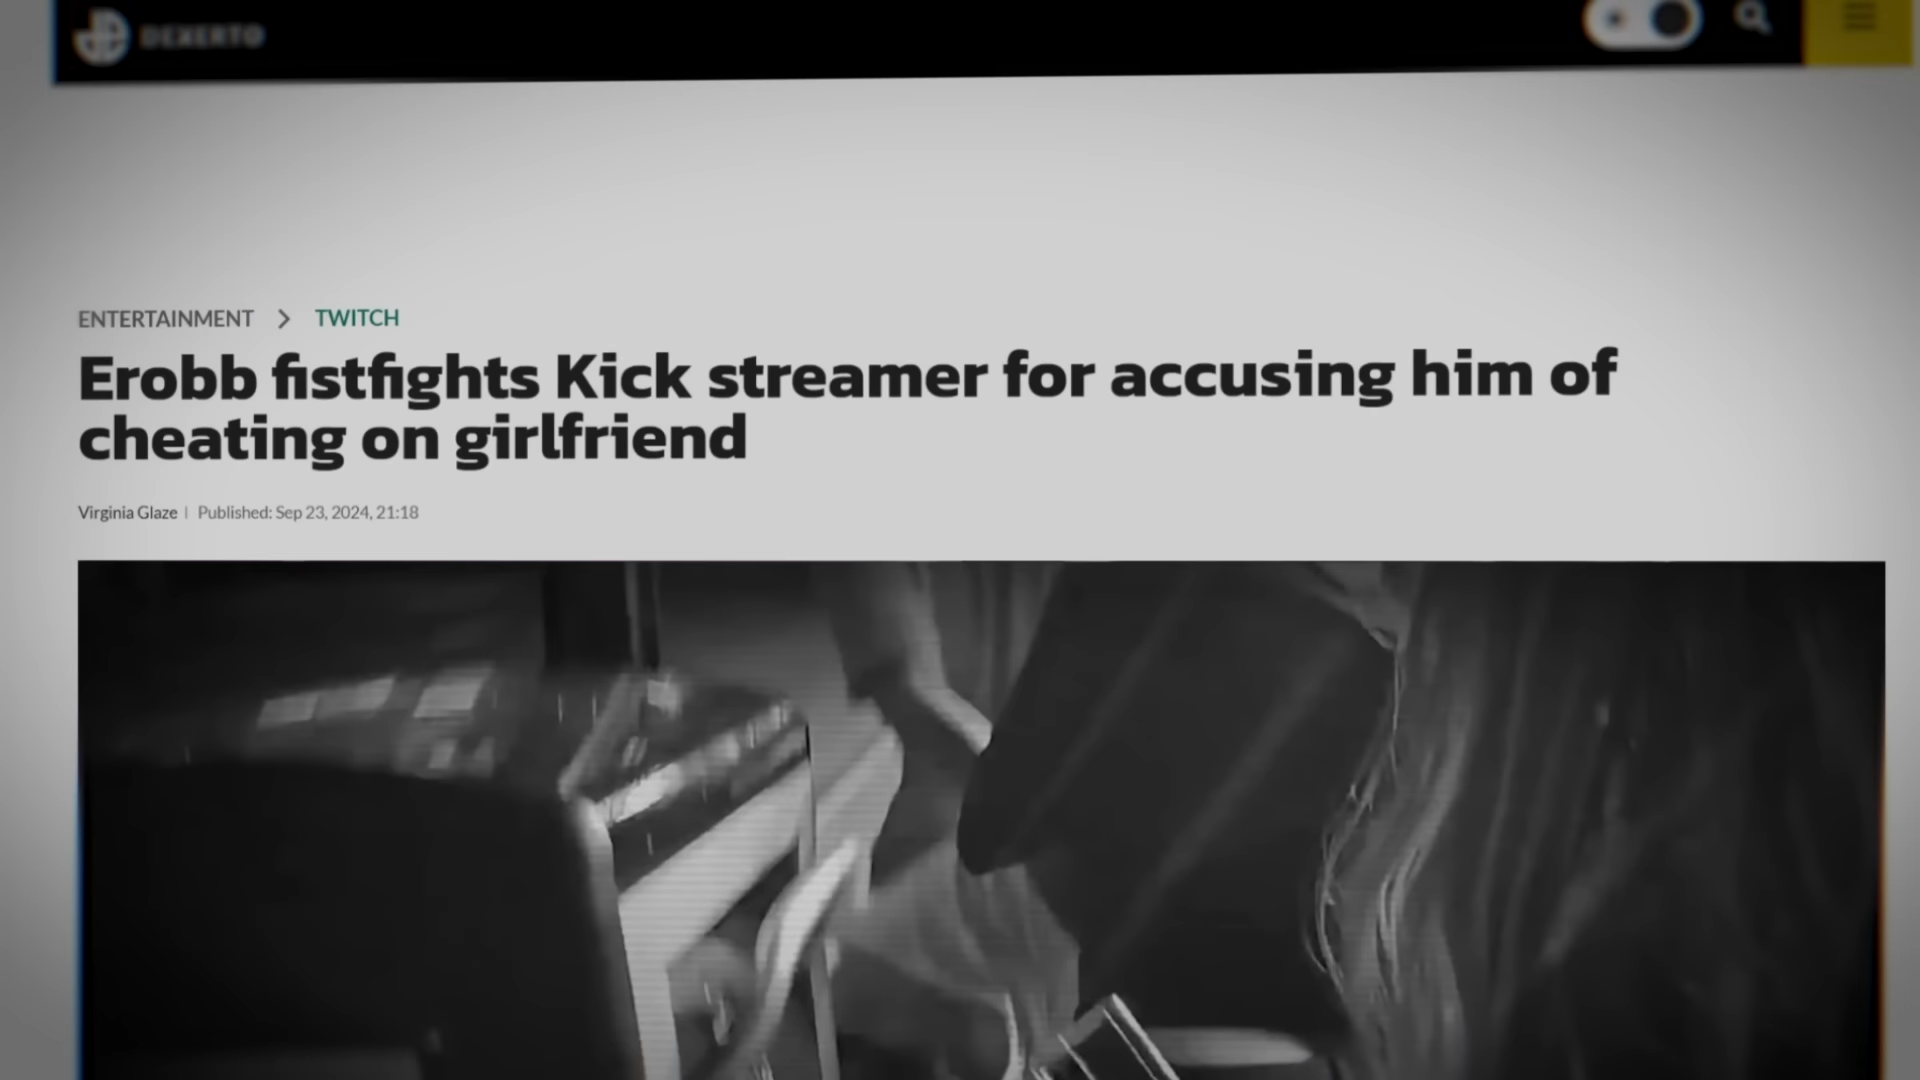 DEXERTO
ENTERTAINMENT > TWITCH
Erobb fistfights Kick streamer for accusing him of
cheating on girlfriend
Virginia Glaze | Published: Sep 23, 2024, 21:18